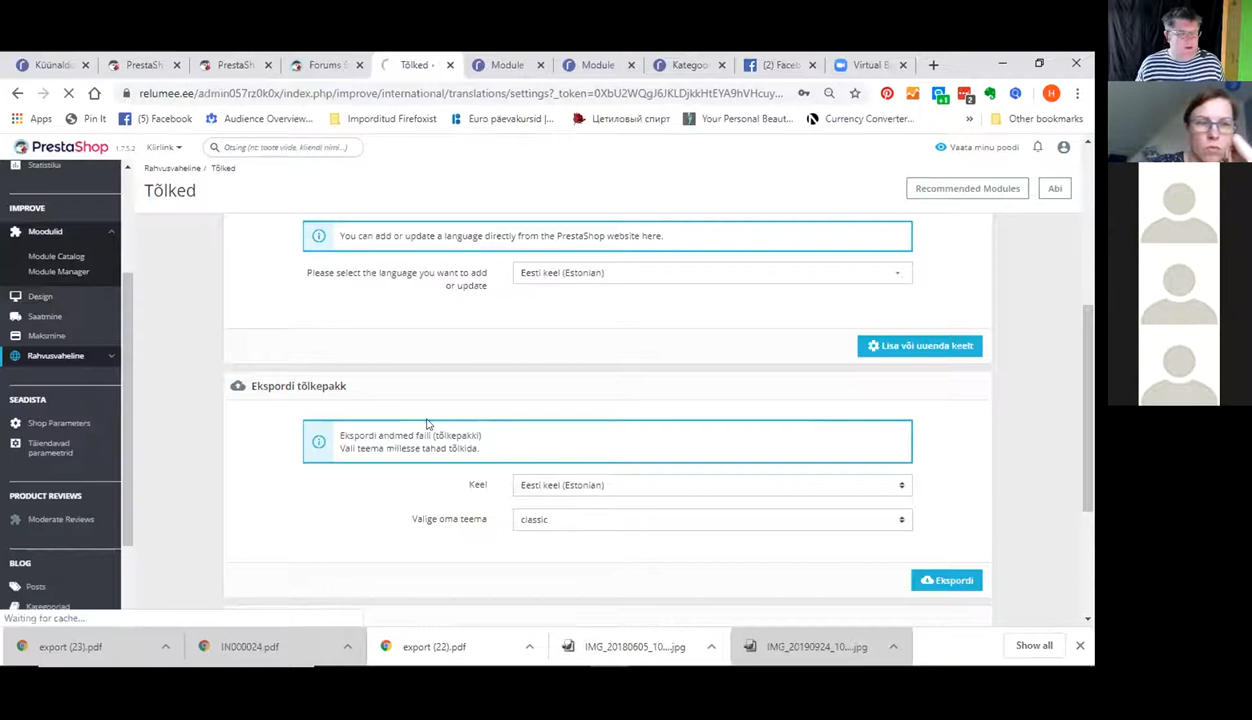 Küünald
PrestaSh
PrestaSh
Forums
Tõlked •
Module
Module
Kategoo
(2) Faceb
Virtual B
relumee.ee/admin057rz0k0x/index.php/improve/international/translations/settings?_token=0XbU2WQgJ6JKLDjkkHtEYA9hVHcuy...
Apps
Pin It
(5) Facebook
Audience Overview...
Imporditud Firefoxist
Euro päevakursid |...
Цетиловый спирт
Your Personal Beaut...
Currency Converter...
»
Other bookmarks
PrestaShop
1.7.5.2
Kiirlink
Otsing (nt: toote viide, kliendi nimi...)
Vaata minu poodi
Rahvusvaheline / Tõlked
Tõlked
Recommended Modules
Abi
Statistika
IMPROVE
Moodulid
Module Catalog
Module Manager
Design
Saatmine
Maksmine
Rahvusvaheline
SEADISTA
Shop Parameters
Täiendavad
parameetrid
PRODUCT REVIEWS
Moderate Reviews
BLOG
Posts
Kategooriad
You can add or update a language directly from the PrestaShop website here.
Please select the language you want to add
or update
Eesti keel (Estonian)
Lisa või uuenda keelt
Ekspordi tõlkepakk
Ekspordi andmed faili (tõlkepakki)
Vali teema millesse tahad tõlkida.
Keel
Eesti keel (Estonian)
Valige oma teema
classic
Ekspordi
Waiting for cache...
export (23).pdf
IN000024.pdf
export (22).pdf
IMG_20180605_10....jpg
IMG_20190924_10....jpg
Show all